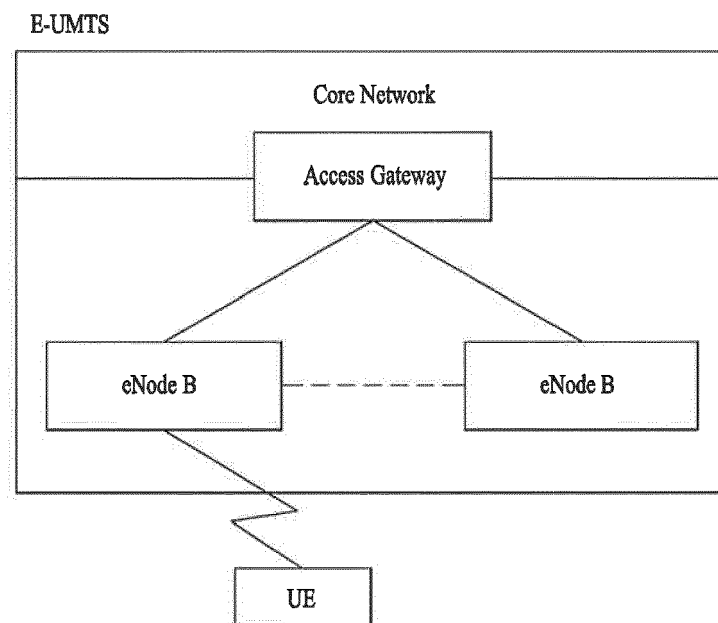 E-UMTS
Core Network
Access Gateway
eNode B
eNode B
UE